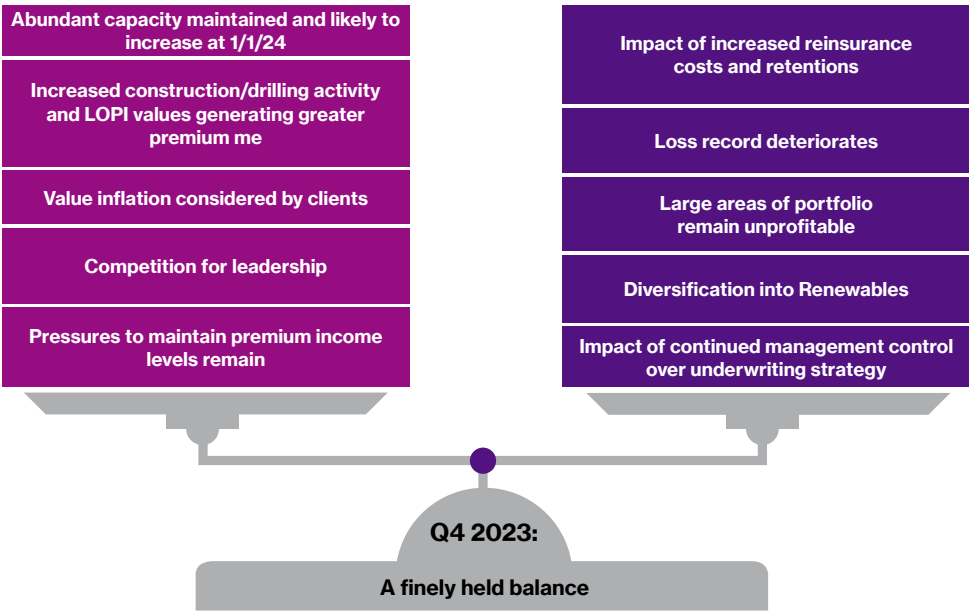 Abundant capacity maintained and likely to
increase at 1/1/24
Increased construction/drilling activity
and LOPI values generating greater
premium me
Value inflation considered by clients
Competition for leadership
Pressures to maintain premium income
levels remain
Impact of increased reinsurance
costs and retentions
Loss record deteriorates
Large areas of portfolio
remain unprofitable
Diversification into Renewables
Impact of continued management control
over underwriting strategy
Q4 2023:
A finely held balance